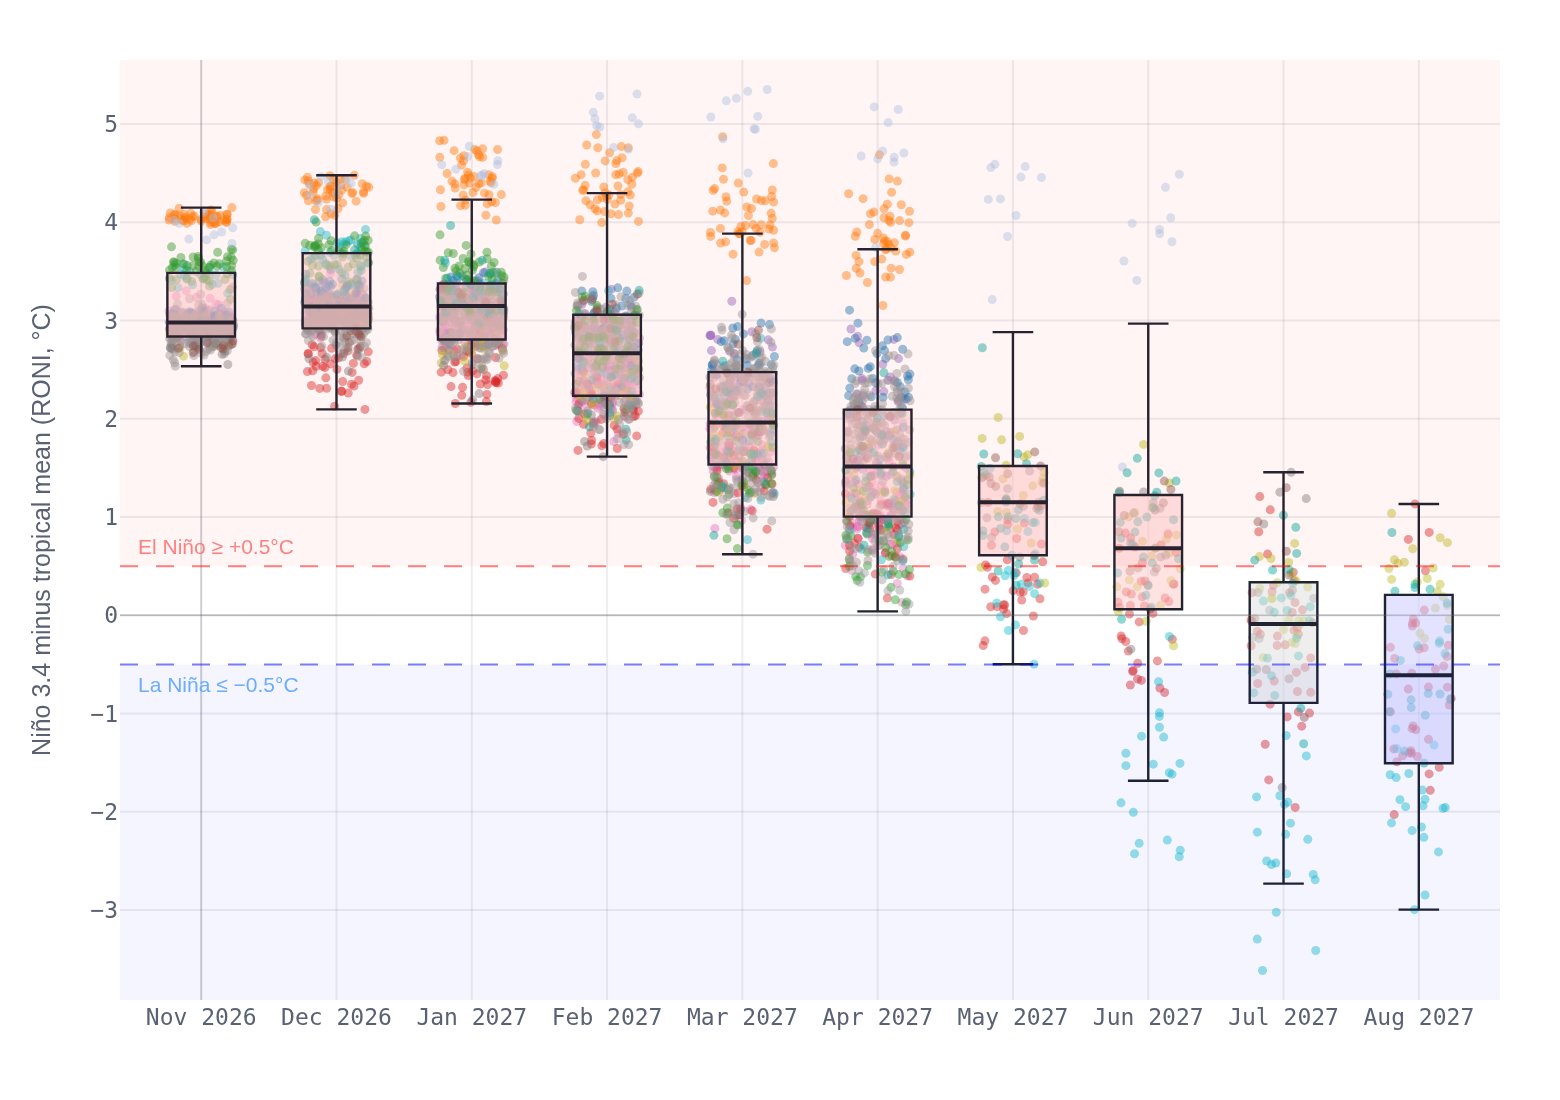 Niño 3.4 minus tropical mean (RONI, °C)
5
4
3
2
1
El Niño ≥ +0.5°C
0
La Niña ≤ −0.5°C
−1
−2
−3
Nov 2026 Dec 2026 Jan 2027 Feb 2027 Mar 2027 Apr 2027 May 2027 Jun 2027 Jul 2027 Aug 2027